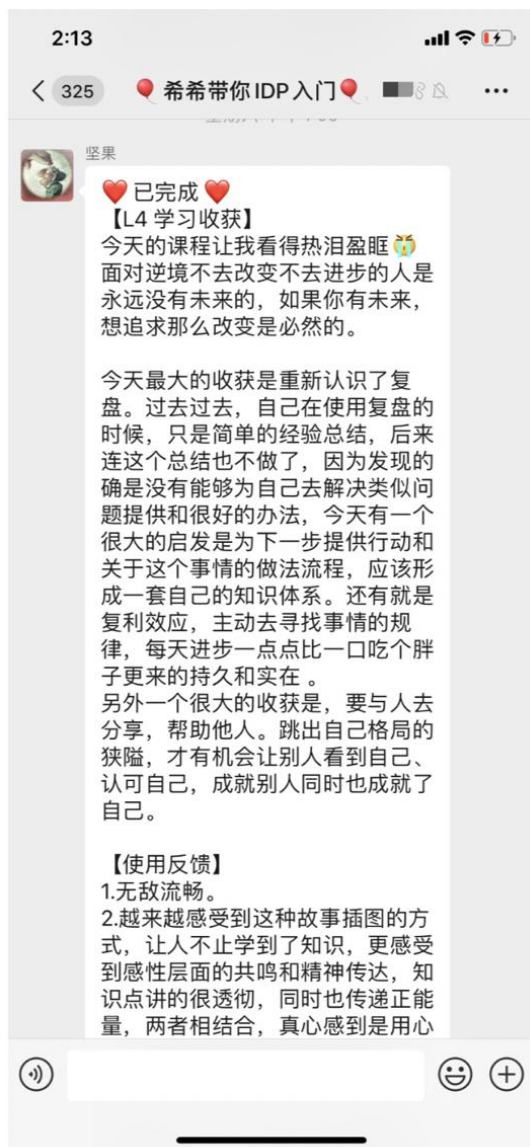 2:13
325
🎈希希带你IDP入门🎈
坚果
❤️已完成❤️
【L4 学习收获】
今天的课程让我看得热泪盈眶😭
面对逆境不去改变不去进步的人是
永远没有未来的，如果你有未来，
想追求那么改变是必然的。
今天最大的收获是重新认识了复
盘。过去过去，自己在使用复盘的
时候，只是简单的经验总结，后来
连这个总结也不做了，因为发现的
确是没有能够为自己去解决类似问
题提供和很好的办法，今天有一个
很大的启发是为下一步提供行动和
关于这个事情的做法流程，应该形
成一套自己的知识体系。还有就是
复利效应，主动去寻找事情的规
律，每天进步一点点比一口吃个胖
子更来的持久和实在 。
另外一个很大的收获是，要与人去
分享，帮助他人。跳出自己格局的
狭隘，才有机会让别人看到自己、
认可自己，成就别人同时也成就了
自己。
【使用反馈】
1.无敌流畅。
2.越来越感受到这种故事插图的方
式，让人不止学到了知识，更感受
到感性层面的共鸣和精神传达，知
识点讲的很透彻，同时也传递正能
量，两者相结合，真心感到是用心